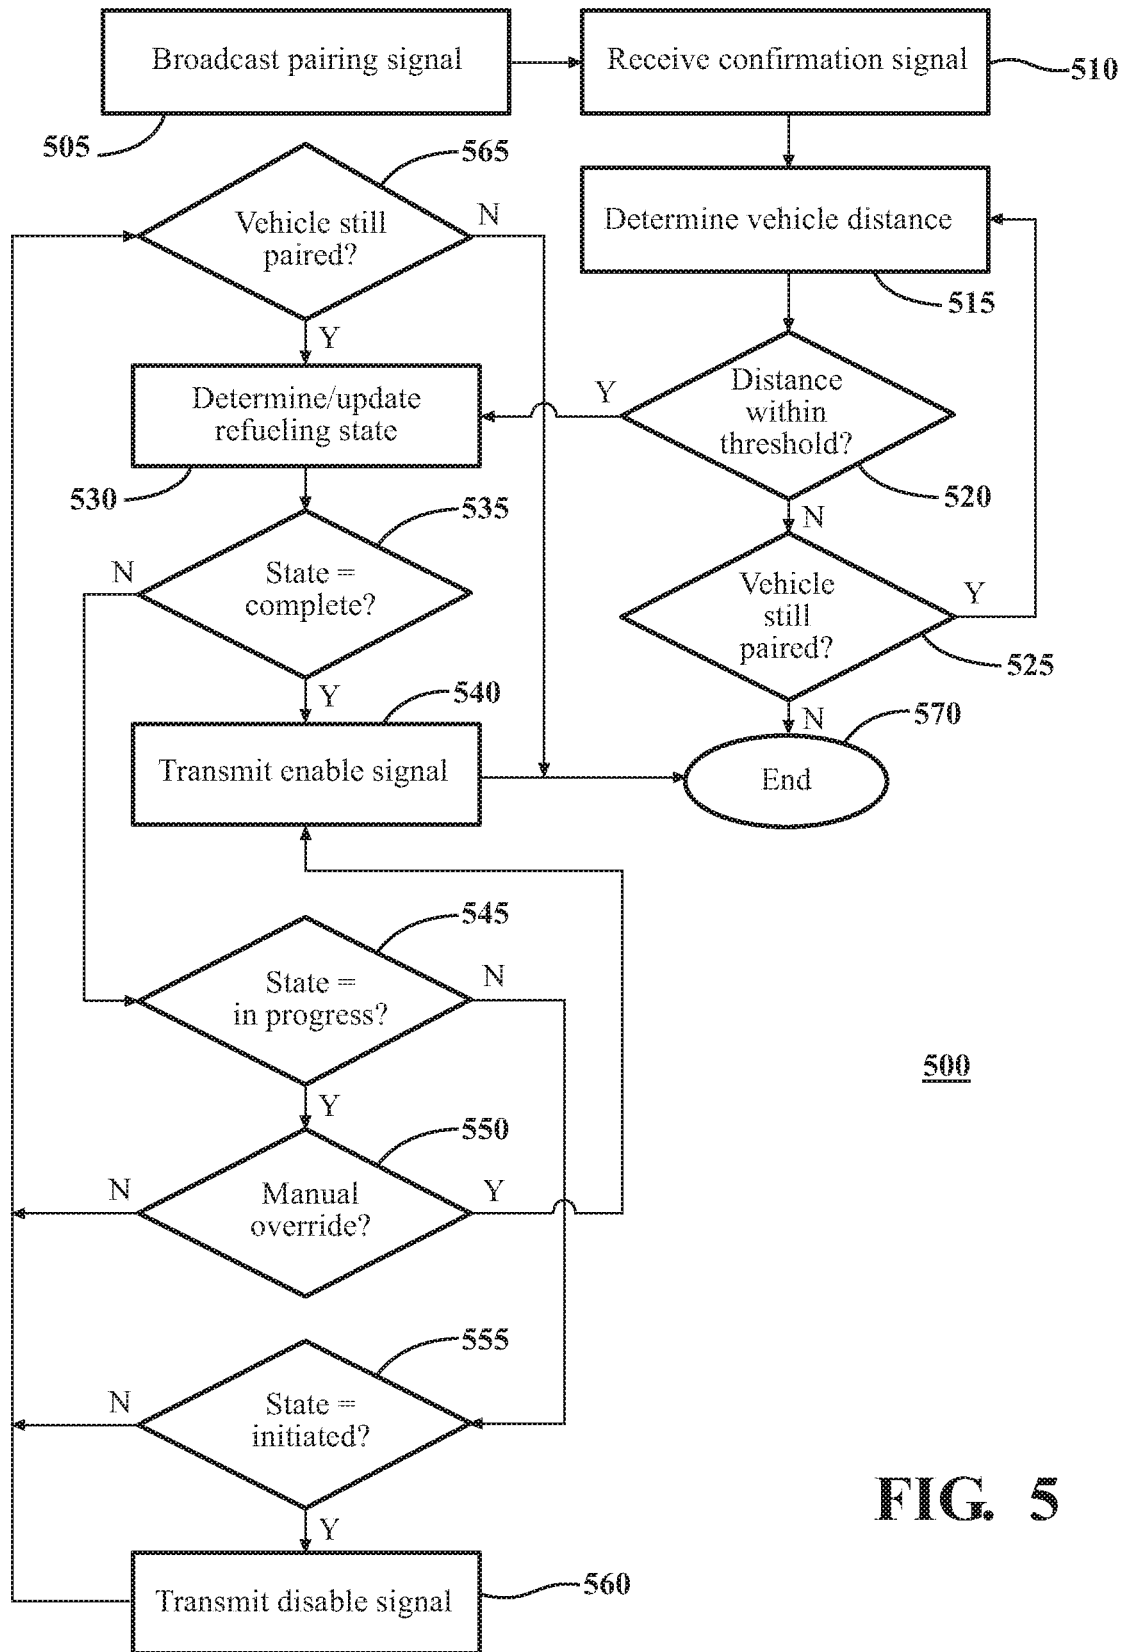 Broadcast pairing signal
Receive confirmation signal
510
505
565
Vehicle still
paired?
N
Y
Determine vehicle distance
515
Determine/update
refueling state
530
Y
Distance
within
threshold?
520
N
535
State =
complete?
N
Y
Vehicle
still
paired?
Y
525
N
540
Transmit enable signal
570
End
545
State =
in progress?
N
Y
500
550
Manual
override?
N
Y
555
State =
initiated?
N
Y
Transmit disable signal
560
FIG. 5